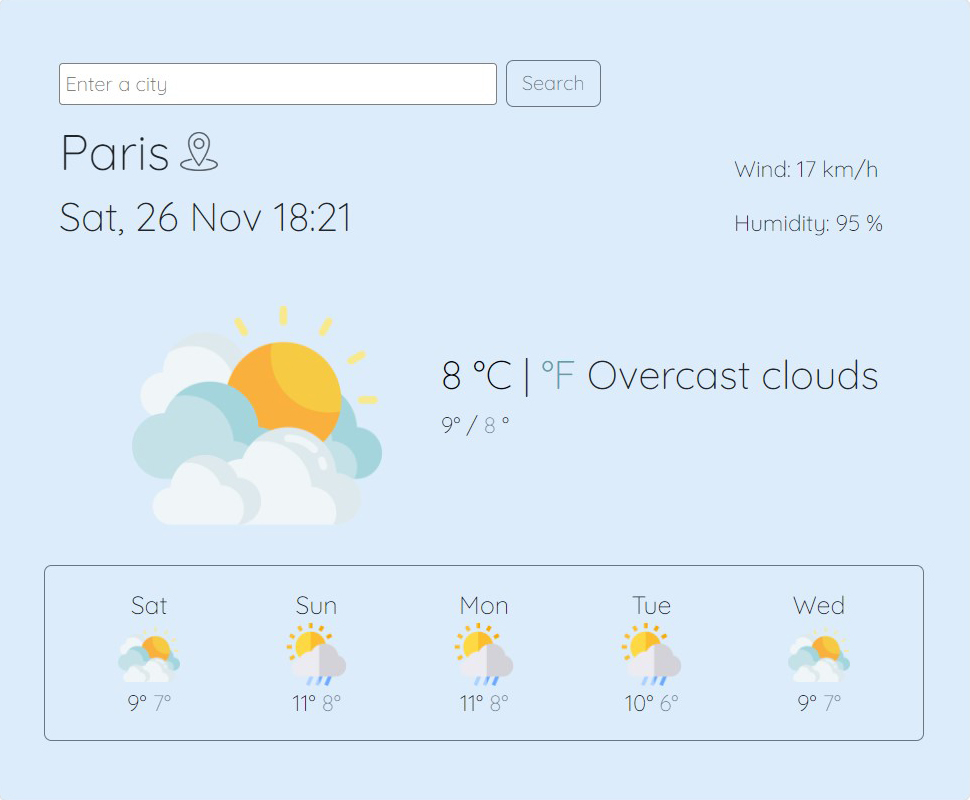 Enter a city Search
Paris
Wind: 17 km/h
Sat, 26 Nov 18:21
Humidity: 95 %
8 °C | °F Overcast clouds
9° / 8 °
Sat Sun Mon Tue Wed
9° 7° 11° 8° 11° 8° 10° 6° 9° 7°